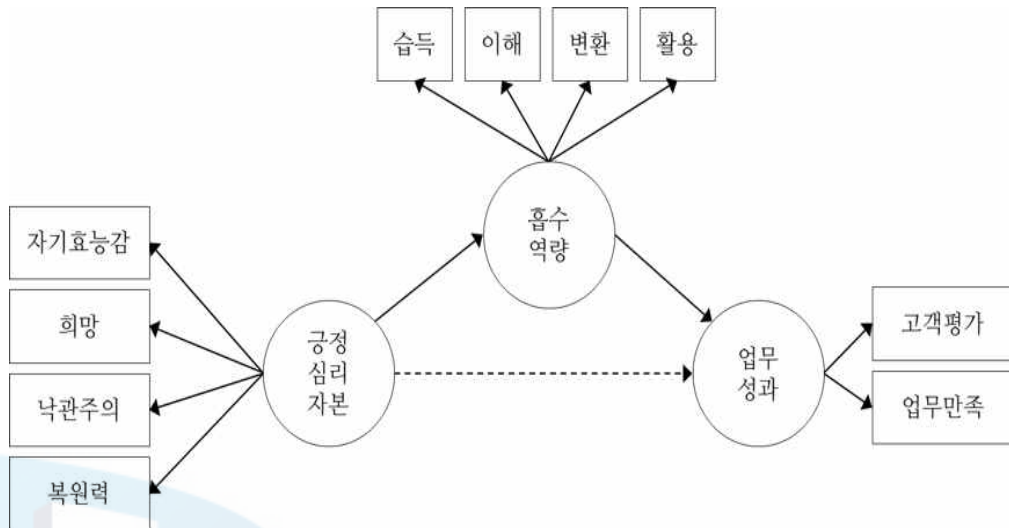 습득
이해
변환
활용
흡수
역량
자기효능감
희망
낙관주의
복원력
긍정
심리
자본
업무
성과
고객평가
업무만족